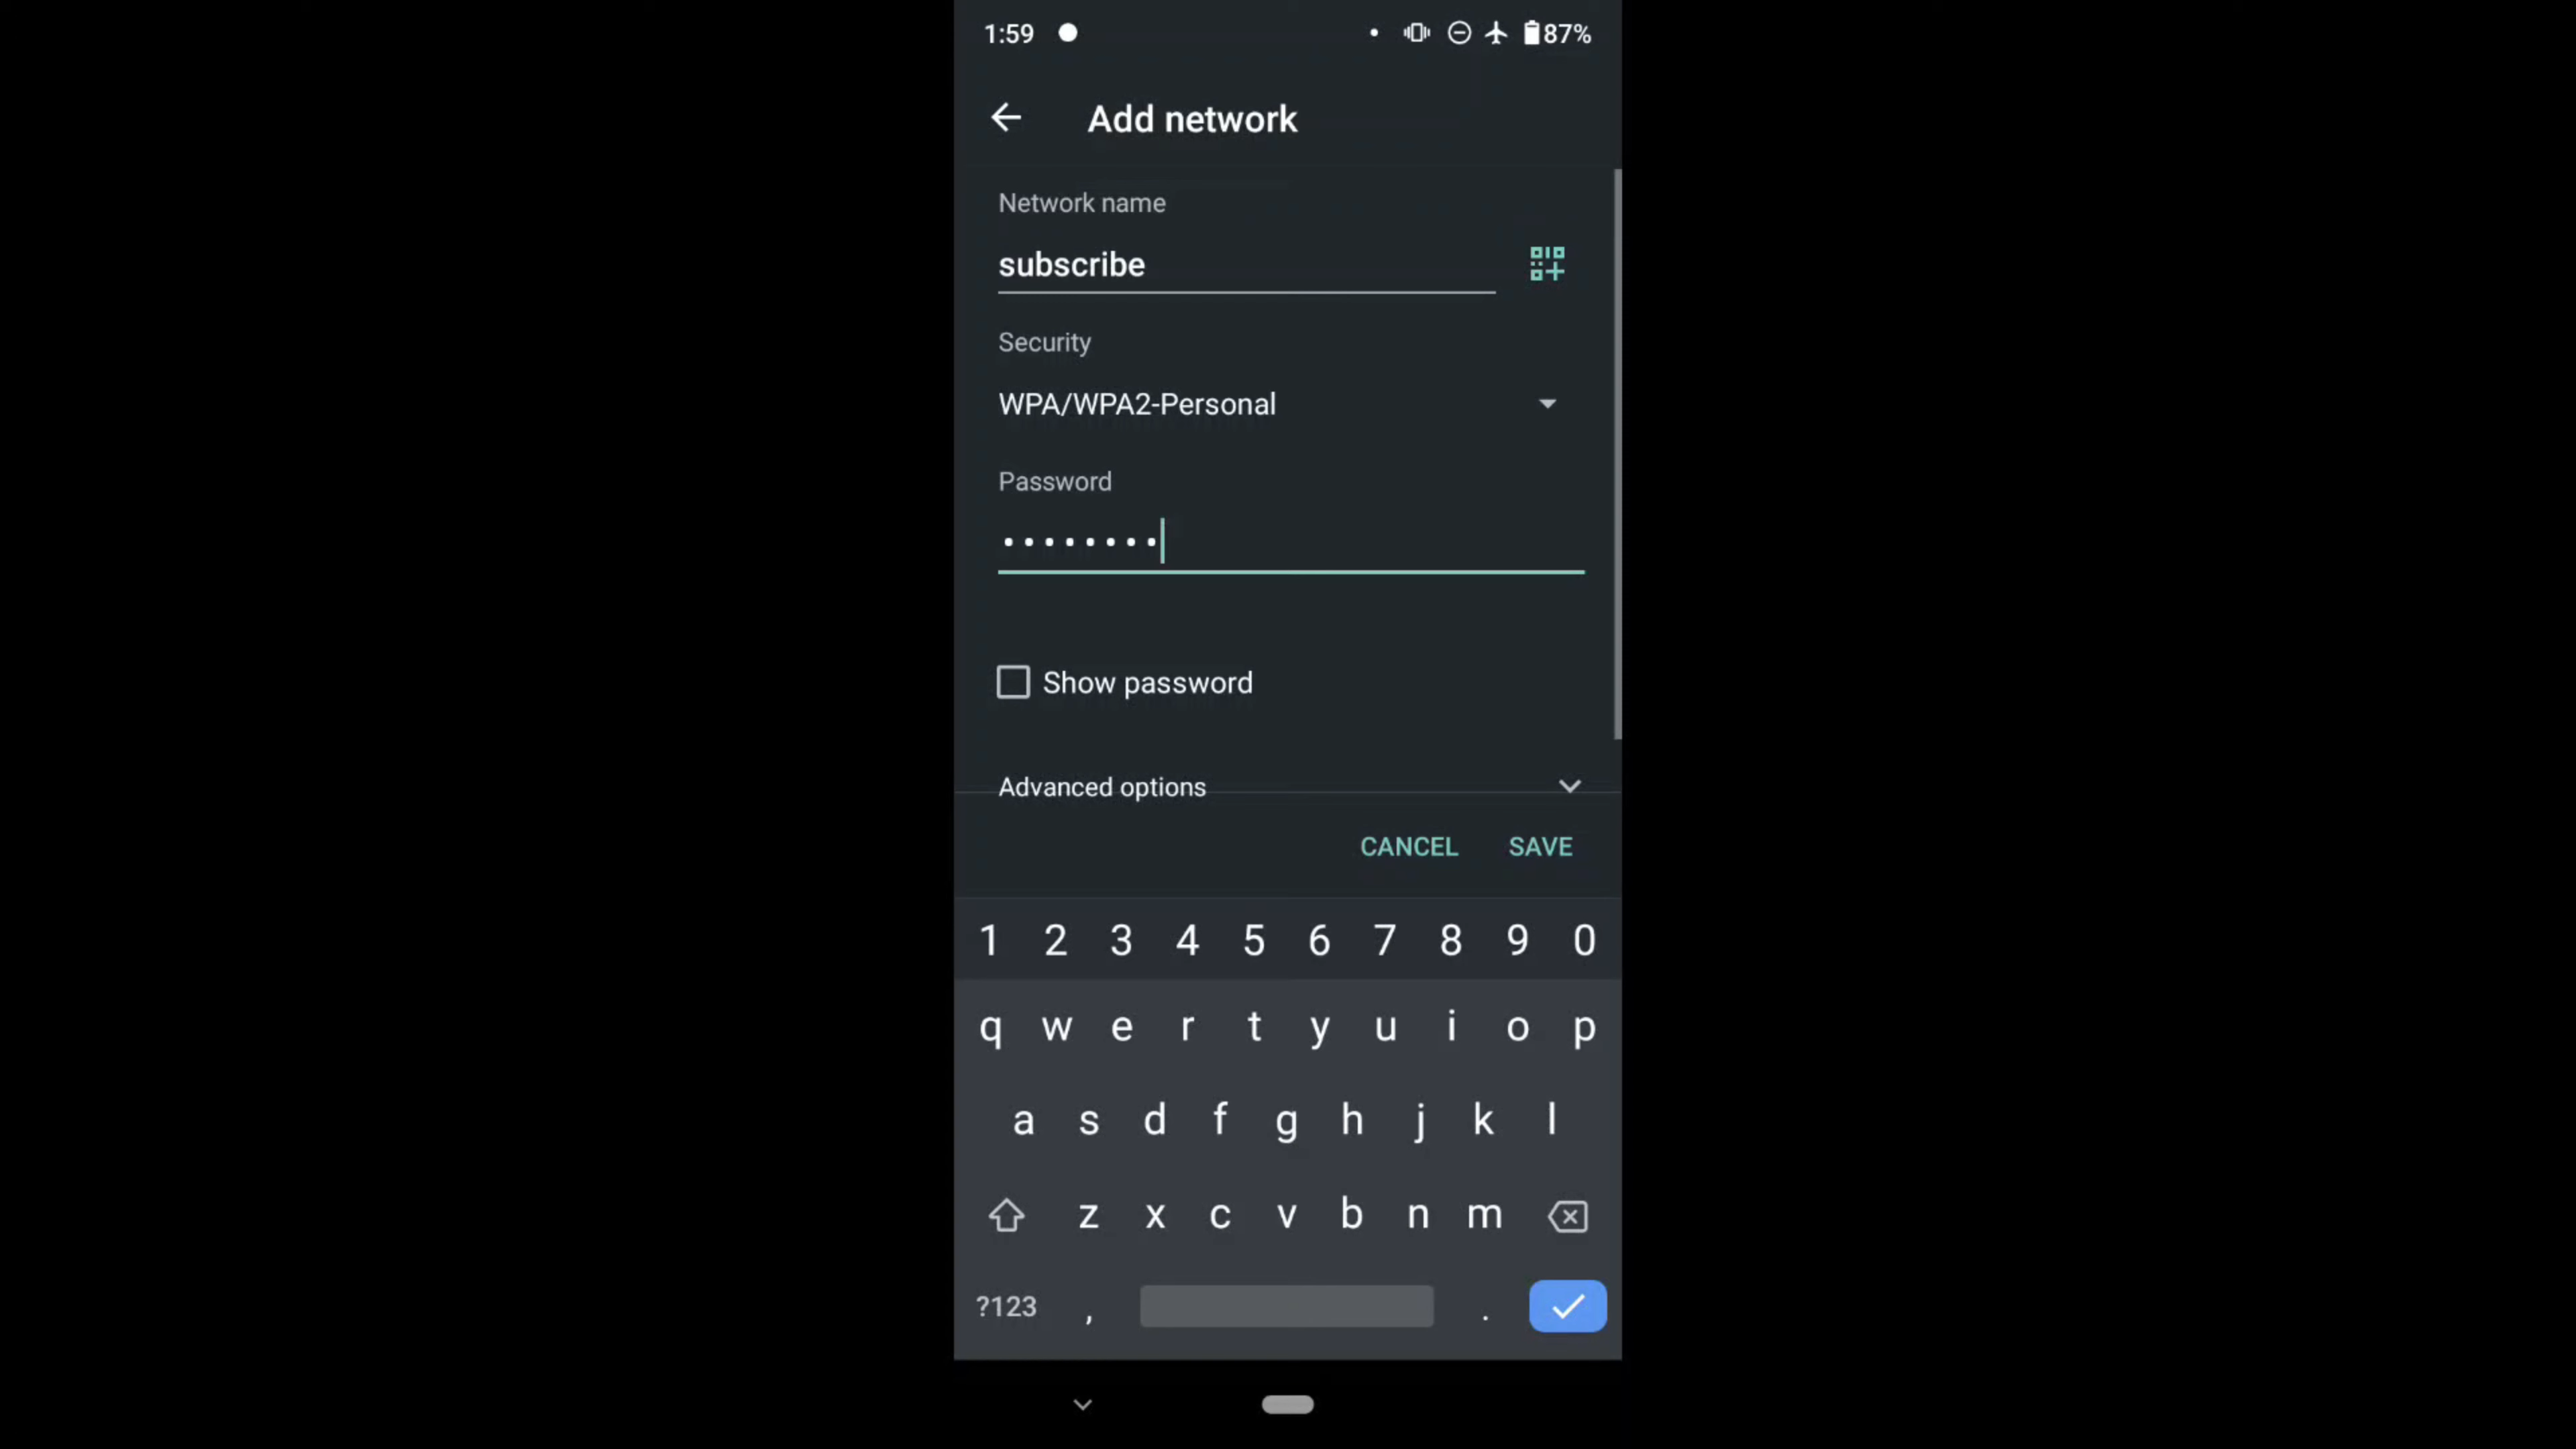 1:59 87%
Add network
Network name
subscribe
Security
WPA/WPA2-Personal
Password
••••••••
Show password
Advanced options
CANCEL SAVE
1 2 3 4 5 6 7 8 9 0
q w e r t y u i o p
a s d f g h j k l
z x c v b n m
?123 , .